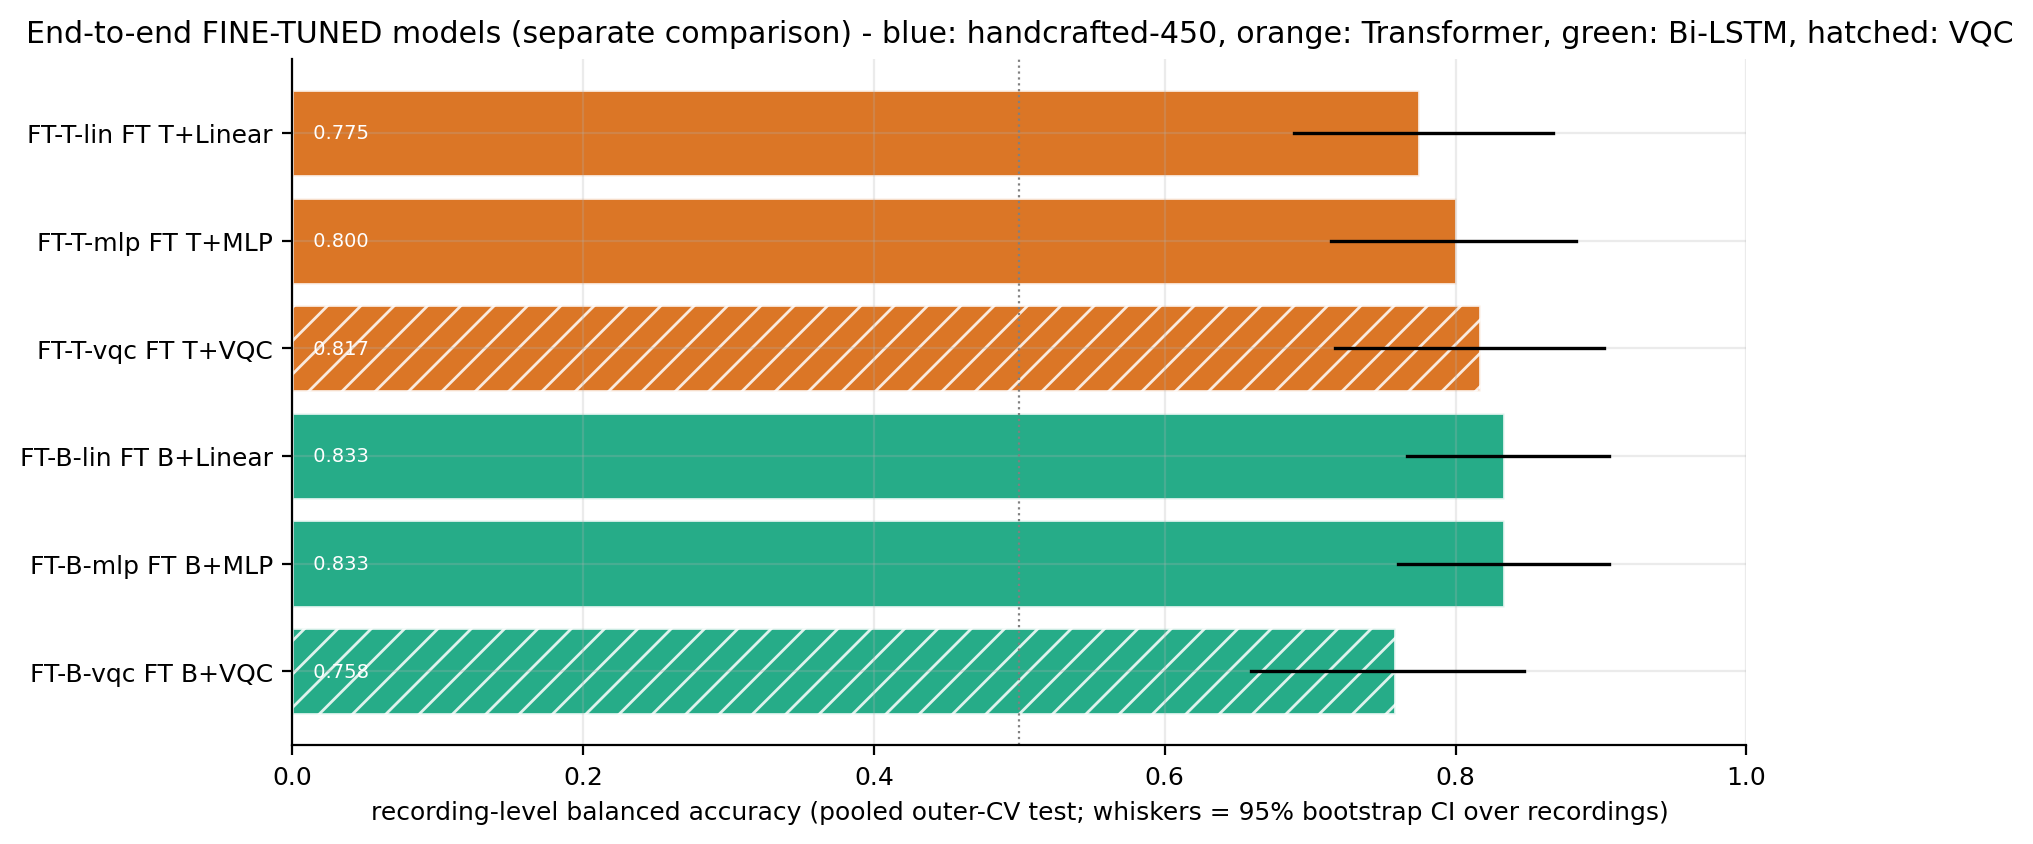 End-to-end FINE-TUNED models (separate comparison) - blue: handcrafted-450, orange: Transformer, green: Bi-LSTM, hatched: VQC
FT-T-lin FT T+Linear
0.775
FT-T-mlp FT T+MLP
0.800
FT-T-vqc FT T+VQC
0.817
FT-B-lin FT B+Linear
0.833
FT-B-mlp FT B+MLP
0.833
FT-B-vqc FT B+VQC
0.758
0.0 0.2 0.4 0.6 0.8 1.0
recording-level balanced accuracy (pooled outer-CV test; whiskers = 95% bootstrap CI over recordings)